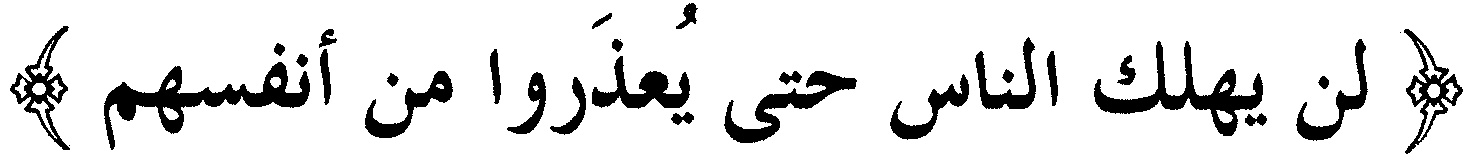 ﴿ لن يهلك الناس حتى يُعذَروا من أنفسهم ﴾